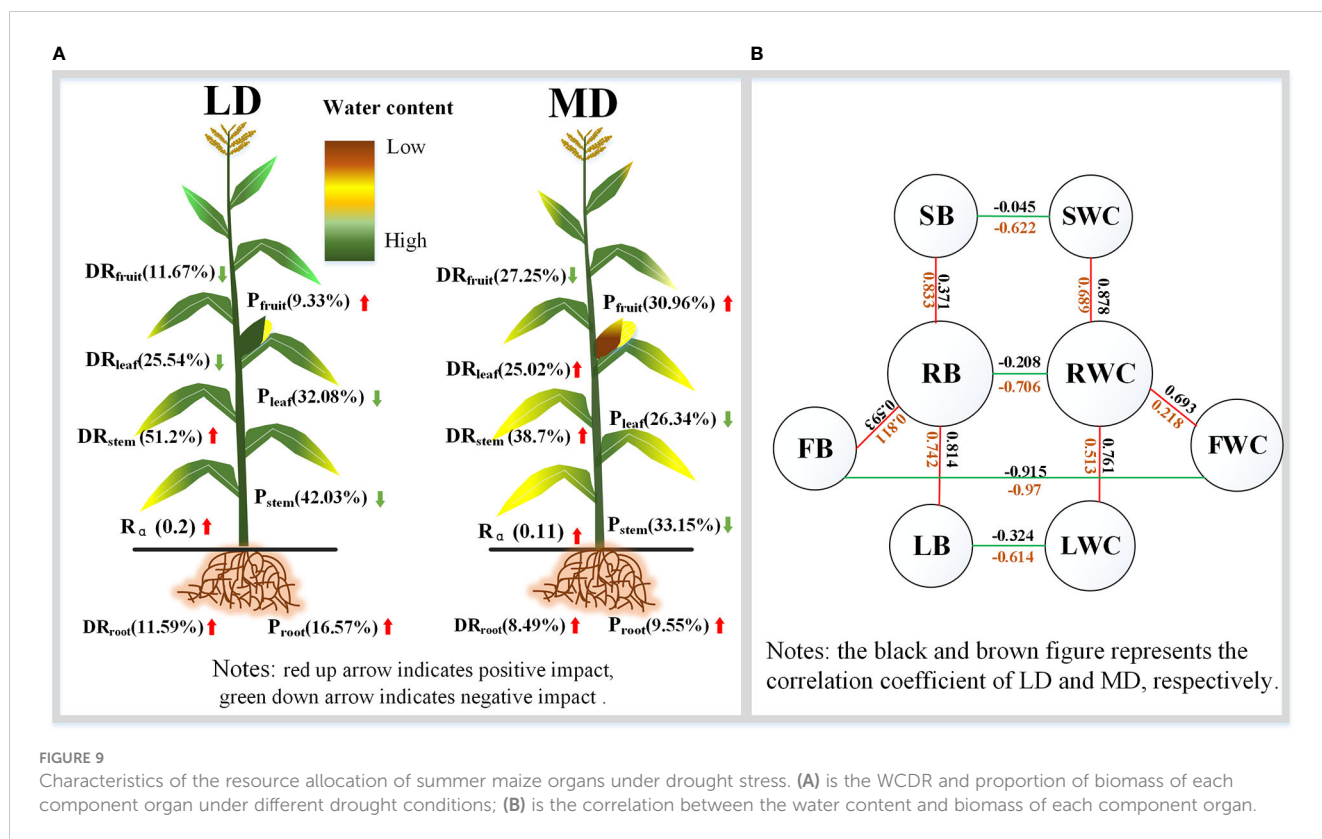 A
LD
Water content
Low
High
MD
DRfruit(11.67%)
Pfruit(9.33%)
DRleaf(25.54%)
Pleaf(32.08%)
DRstem(51.2%)
Pstem(42.03%)
Rα (0.2)
DRroot(11.59%)
Proot(16.57%)
DRfruit(27.25%)
Pfruit(30.96%)
DRleaf(25.02%)
Pleaf(26.34%)
DRstem(38.7%)
Pstem(33.15%)
Rα (0.11)
DRroot(8.49%)
Proot(9.55%)
Notes: red up arrow indicates positive impact,
green down arrow indicates negative impact .
B
SB
-0.045
-0.622
SWC
0.371
0.833
0.878
0.689
RB
-0.208
-0.706
RWC
0.593
0.811
0.693
0.218
FB
0.814
0.742
0.761
0.513
FWC
-0.915
-0.97
LB
-0.324
-0.614
LWC
Notes: the black and brown figure represents the
correlation coefficient of LD and MD, respectively.
FIGURE 9
Characteristics of the resource allocation of summer maize organs under drought stress. (A) is the WCDR and proportion of biomass of each
component organ under different drought conditions; (B) is the correlation between the water content and biomass of each component organ.